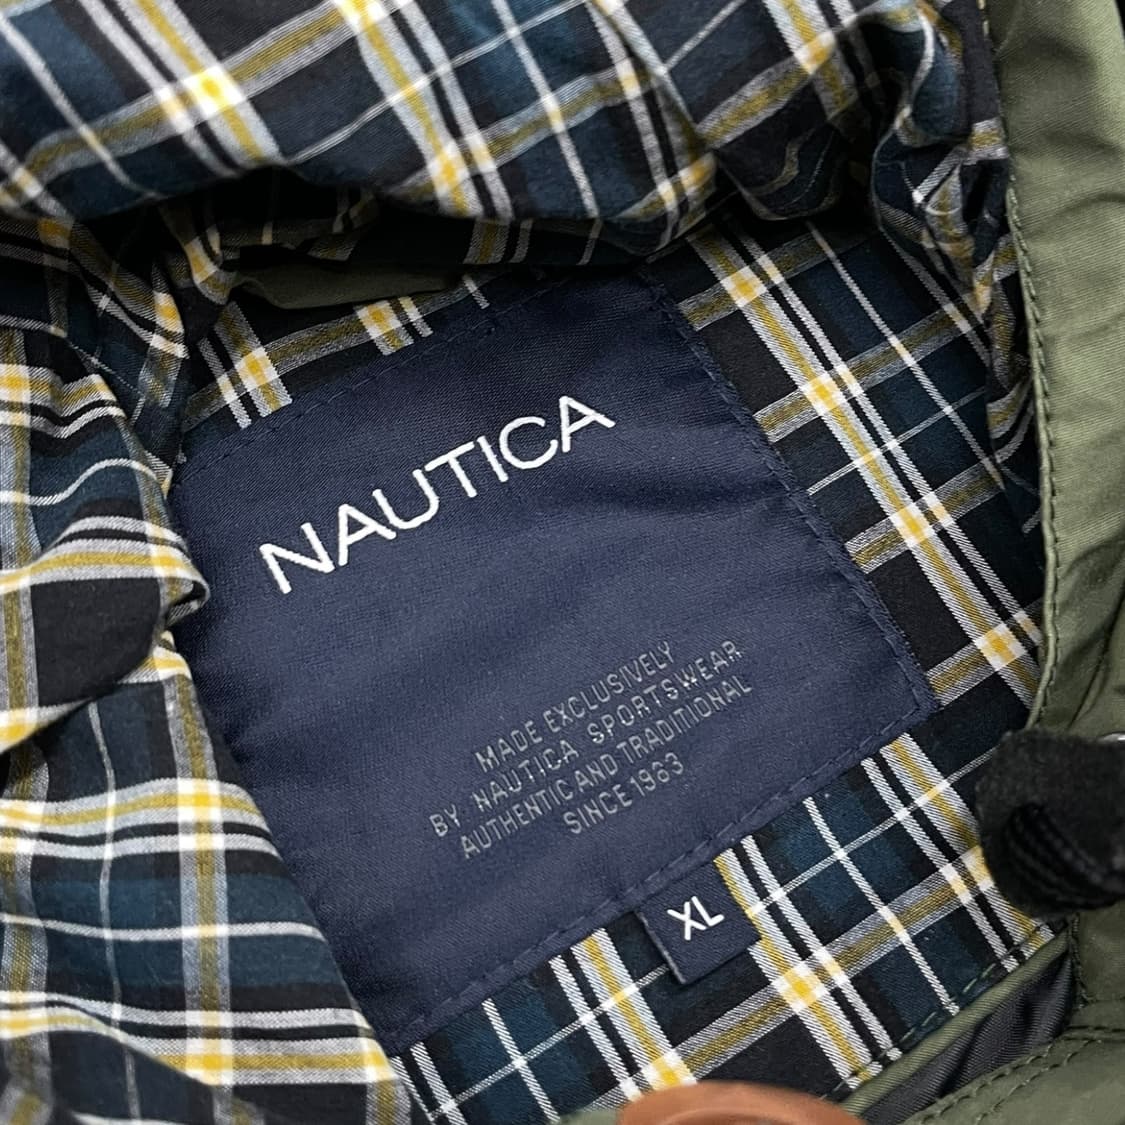 NAUTICA
MADE EXCLUSIVELY
BY NAUTICA SPORTSWEAR
AUTHENTIC AND TRADITIONAL
SINCE 1983
XL